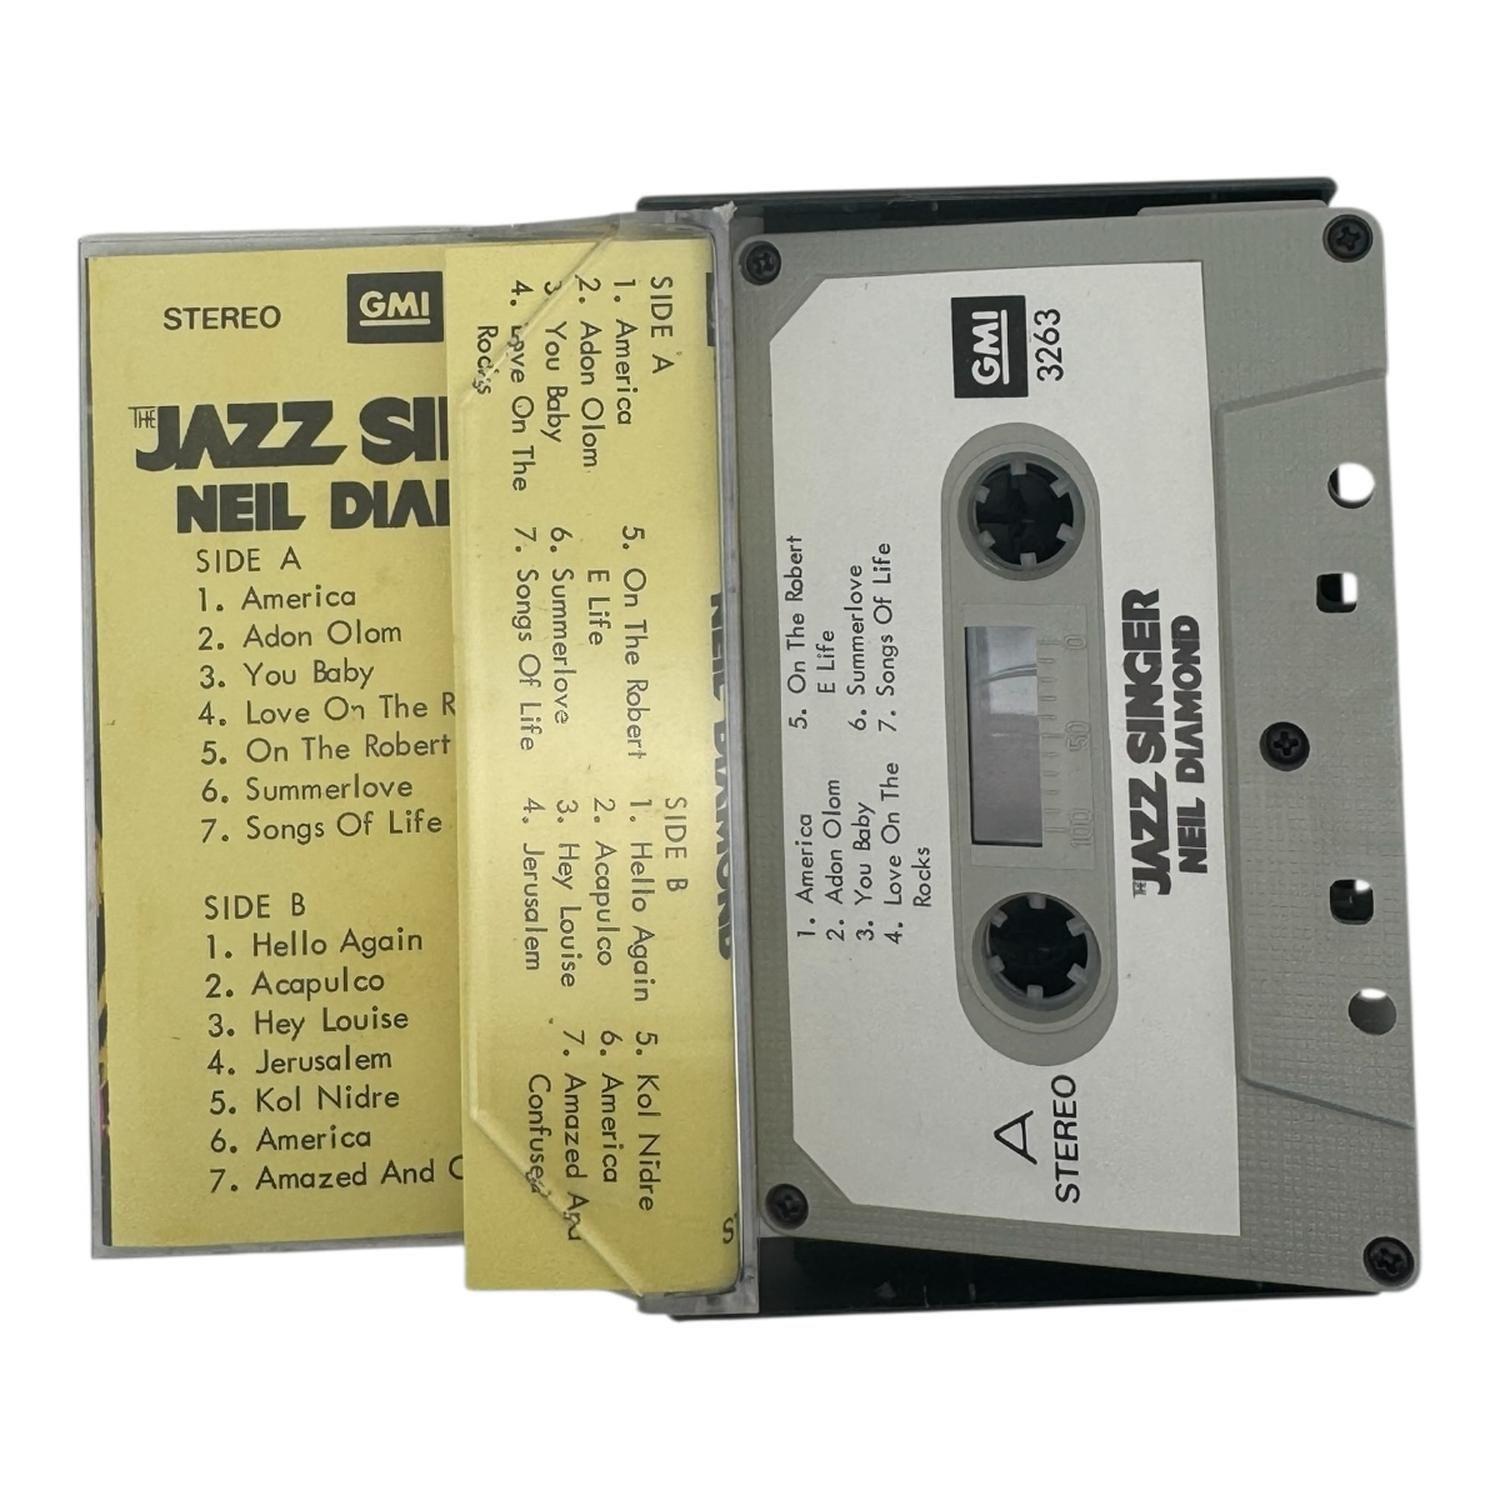 STEREO
GMI
THE
JAZZ SI
NEIL DIA
SIDE A
1. America
2. Adon Olom
3. You Baby
4. Love On The R
5. On The Robert
6. Summerlove
7. Songs Of Life
SIDE B
1. Hello Again
2. Acapulco
3. Hey Louise
4. Jerusalem
5. Kol Nidre
6. America
7. Amazed And C
SIDE A
1. America
2. Adon Olom
3 You Baby
4. Love On The
Rocks
5. On The Robert
E Life
6. Summerlove
7. Songs Of Life
SIDE B
1. Hello Again
2. Acapulco
3. Hey Louise
4. Jerusalem
5. Kol Nidre
6. America
7. Amazed And
Confused
NEIL DIAMOND
S
GMI
3263
1. America
2. Adon Olom
3. You Baby
4. Love On The
Rocks
5. On The Robert
E Life
6. Summerlove
7. Songs Of Life
100 50 0
A
STEREO
THE JAZZ SINGER
NEIL DIAMOND